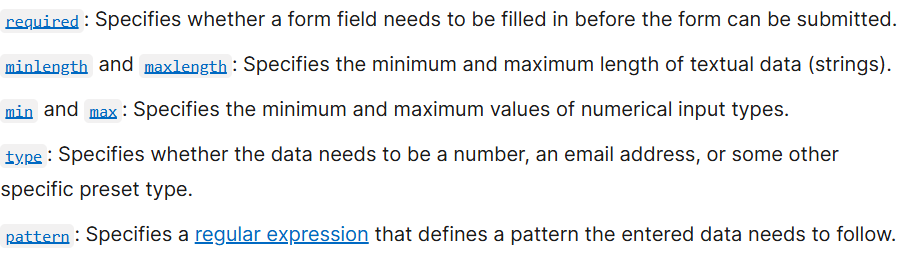 required: Specifies whether a form field needs to be filled in before the form can be submitted.
minlength and maxlength: Specifies the minimum and maximum length of textual data (strings).
min and max: Specifies the minimum and maximum values of numerical input types.
type: Specifies whether the data needs to be a number, an email address, or some other
specific preset type.
pattern: Specifies a regular expression that defines a pattern the entered data needs to follow.